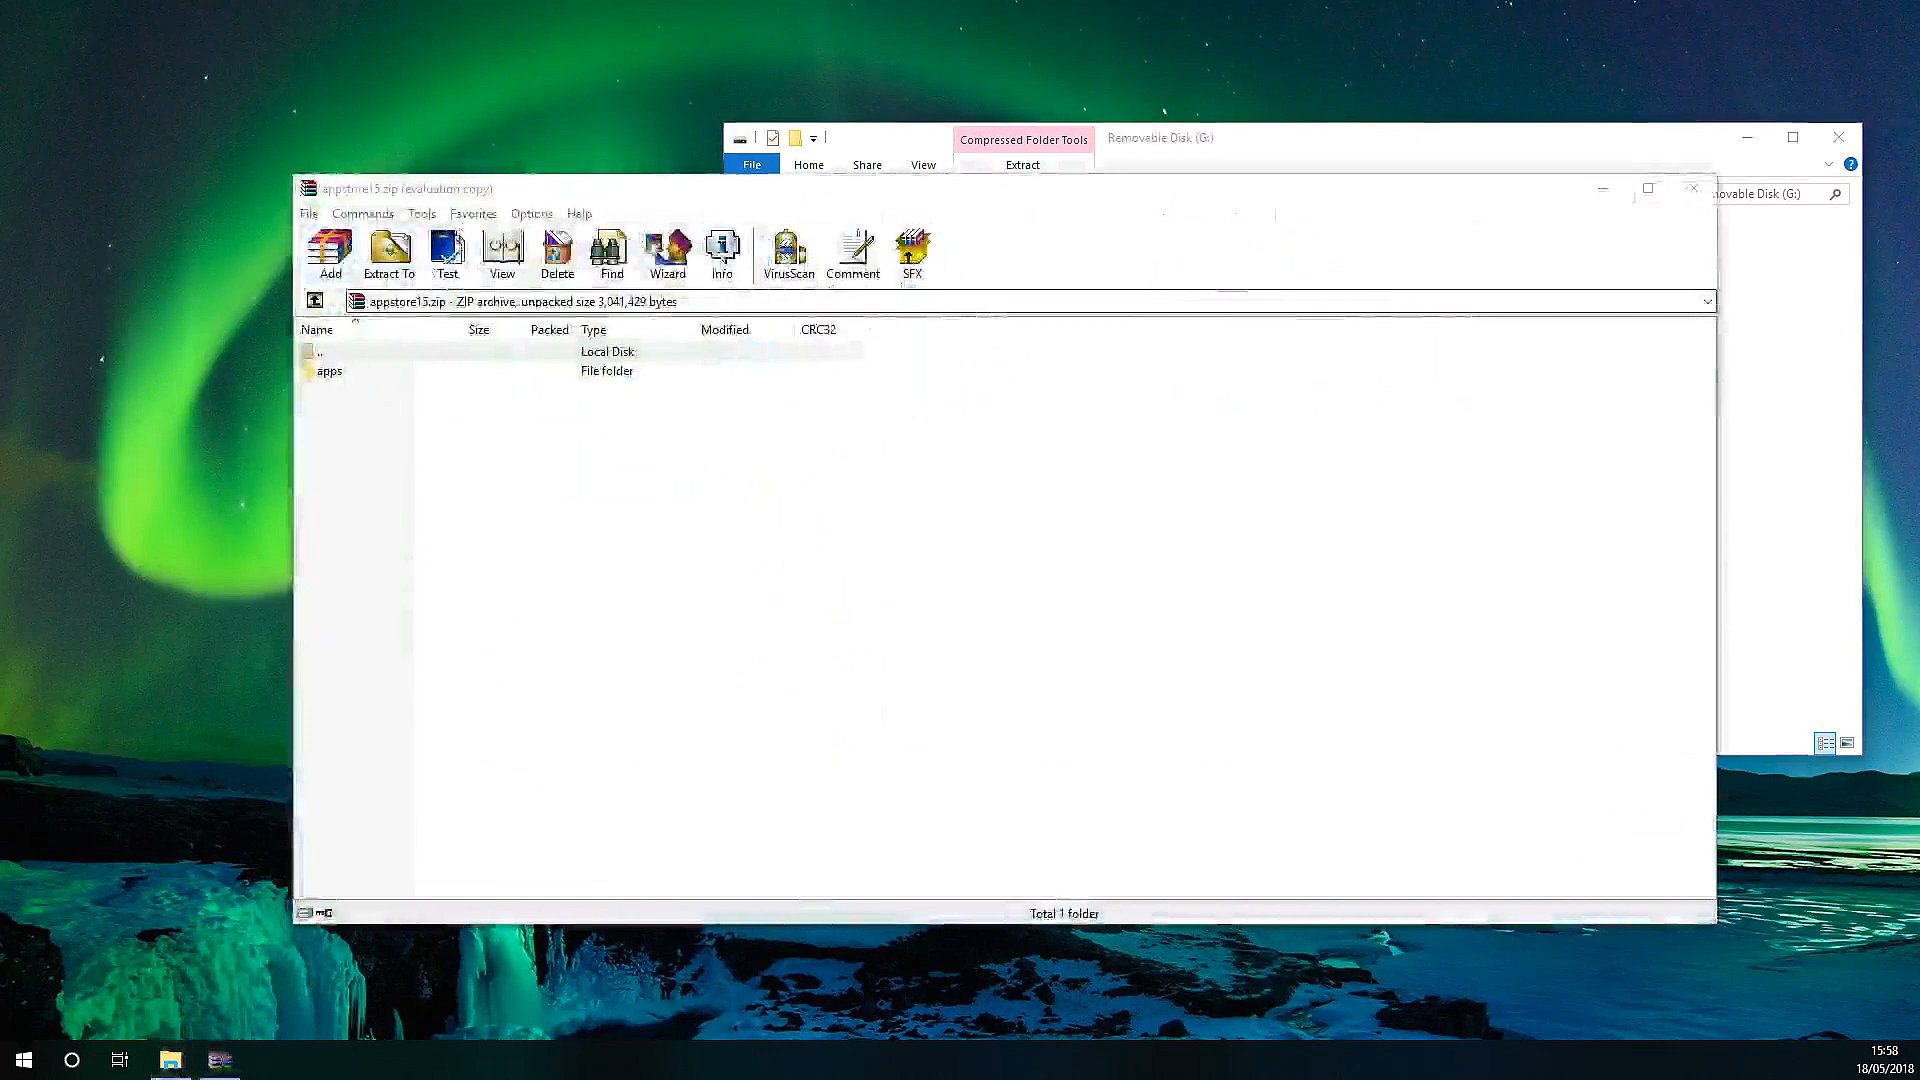 Compressed Folder Tools
Removable Disk (G:)
File
Home
Share
View
Extract
appstore15.zip (evaluation copy)
ovable Disk (G:)
File
Commands
Tools
Favorites
Options
Help
Add
Extract To
Test
View
Delete
Find
Wizard
Info
VirusScan
Comment
SFX
appstore15.zip - ZIP archive, unpacked size 3,041,429 bytes
Name
Size
Packed
Type
Modified
CRC32
..
Local Disk
apps
File folder
Total 1 folder
15:58
18/05/2018